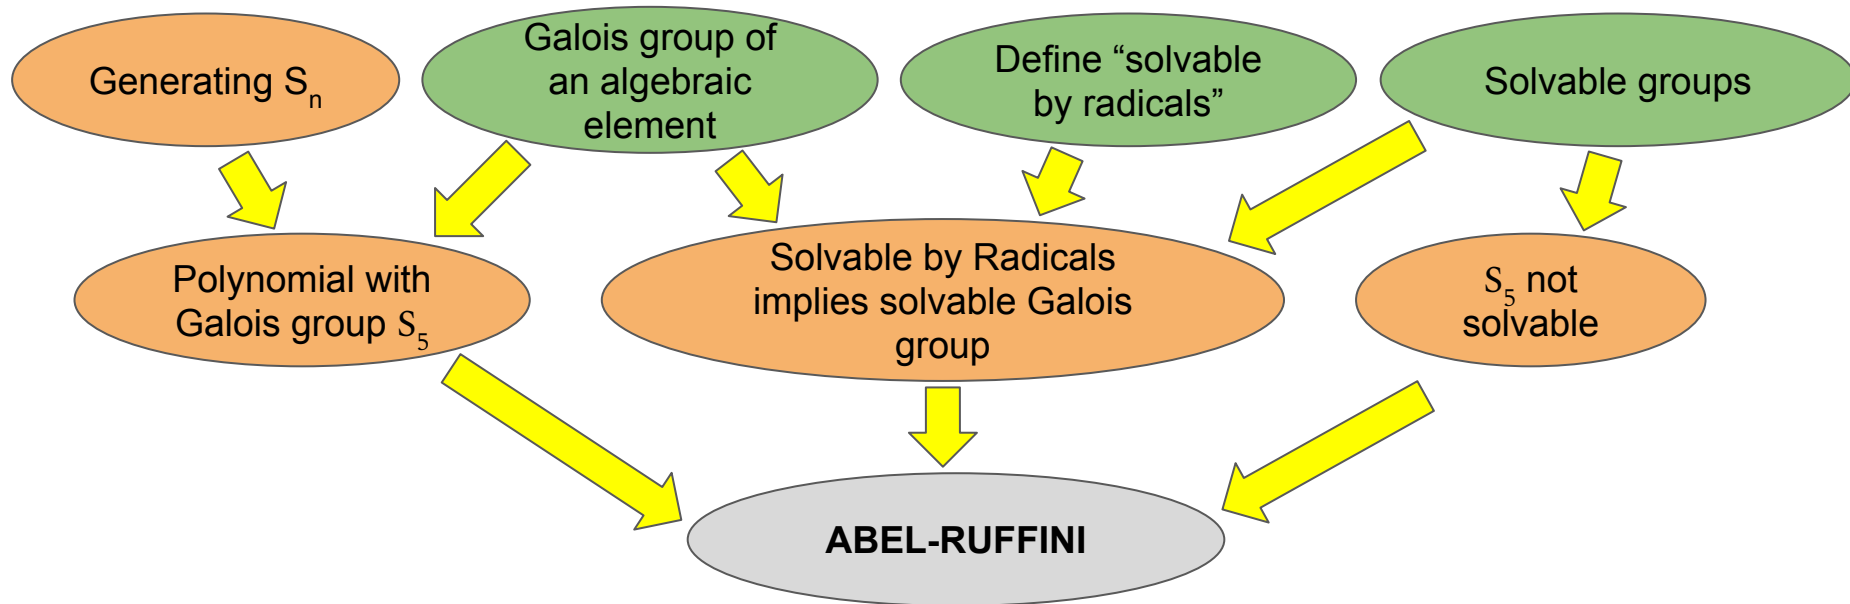 Generating Sn
Galois group of
an algebraic
element
Define “solvable
by radicals”
Solvable groups
Polynomial with
Galois group S5
Solvable by Radicals
implies solvable Galois
group
S5 not
solvable
ABEL-RUFFINI